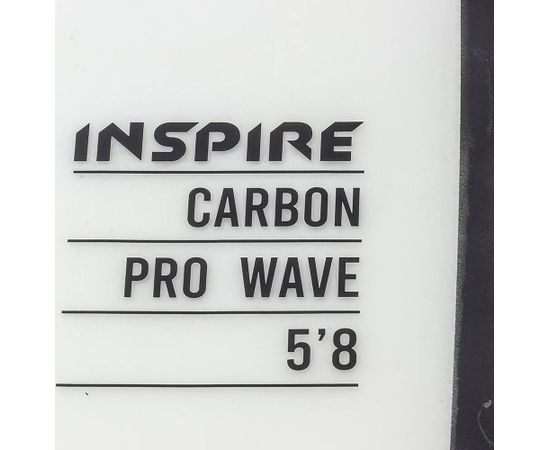 INSPIRE
CARBON
PRO WAVE
5'8